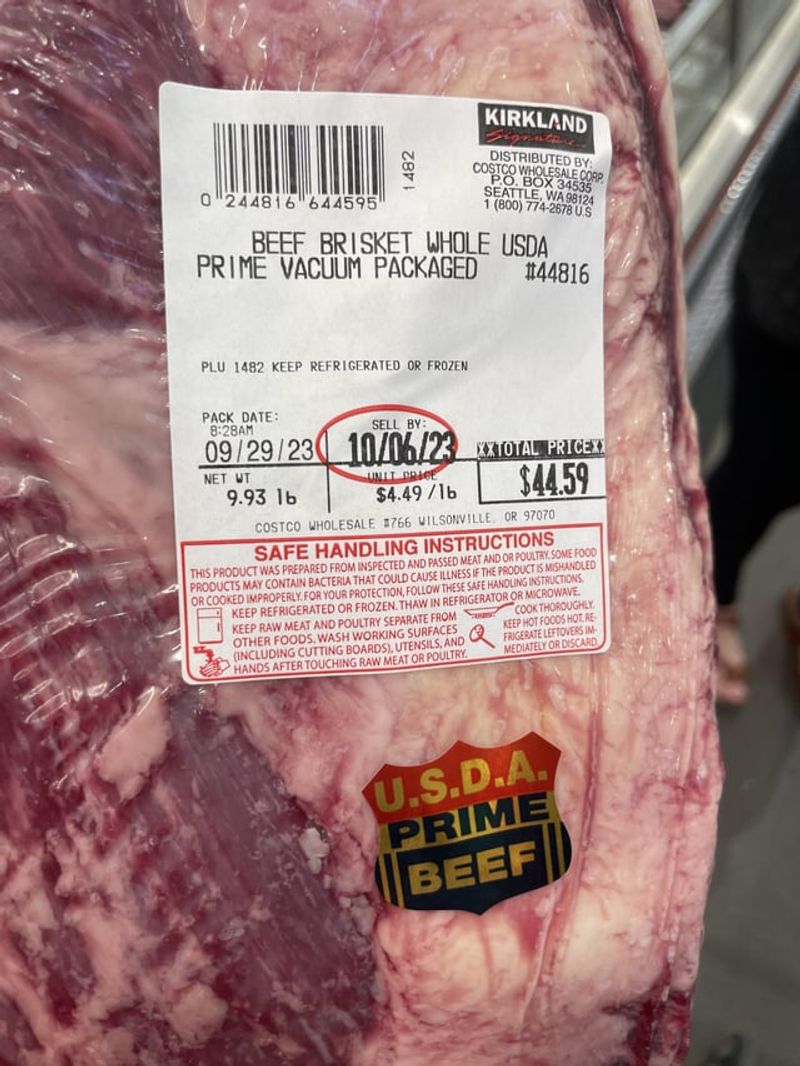 KIRKLAND
Signature
DISTRIBUTED BY:
COSTCO WHOLESALE CORP
P.O. BOX 34535
SEATTLE, WA 98124
1 (800) 774-2678 U.S
1482
0 244816 644595
BEEF BRISKET WHOLE USDA
PRIME VACUUM PACKAGED #44816
PLU 1482 KEEP REFRIGERATED OR FROZEN
PACK DATE:
8:28AM
09/29/23
SELL BY:
10/06/23
XXTOTAL PRICEXX
$44.59
NET WT
9.93 lb
UNIT PRICE
$4.49 /lb
COSTCO WHOLESALE #766 WILSONVILLE, OR 97070
SAFE HANDLING INSTRUCTIONS
THIS PRODUCT WAS PREPARED FROM INSPECTED AND PASSED MEAT AND OR POULTRY. SOME FOOD
PRODUCTS MAY CONTAIN BACTERIA THAT COULD CAUSE ILLNESS IF THE PRODUCT IS MISHANDLED
OR COOKED IMPROPERLY. FOR YOUR PROTECTION, FOLLOW THESE SAFE HANDLING INSTRUCTIONS.
KEEP REFRIGERATED OR FROZEN. THAW IN REFRIGERATOR OR MICROWAVE.
KEEP RAW MEAT AND POULTRY SEPARATE FROM
OTHER FOODS. WASH WORKING SURFACES
(INCLUDING CUTTING BOARDS), UTENSILS, AND
HANDS AFTER TOUCHING RAW MEAT OR POULTRY.
COOK THOROUGHLY.
KEEP HOT FOODS HOT. RE-
FRIGERATE LEFTOVERS IM-
MEDIATELY OR DISCARD.
U.S.D.A.
PRIME
BEEF